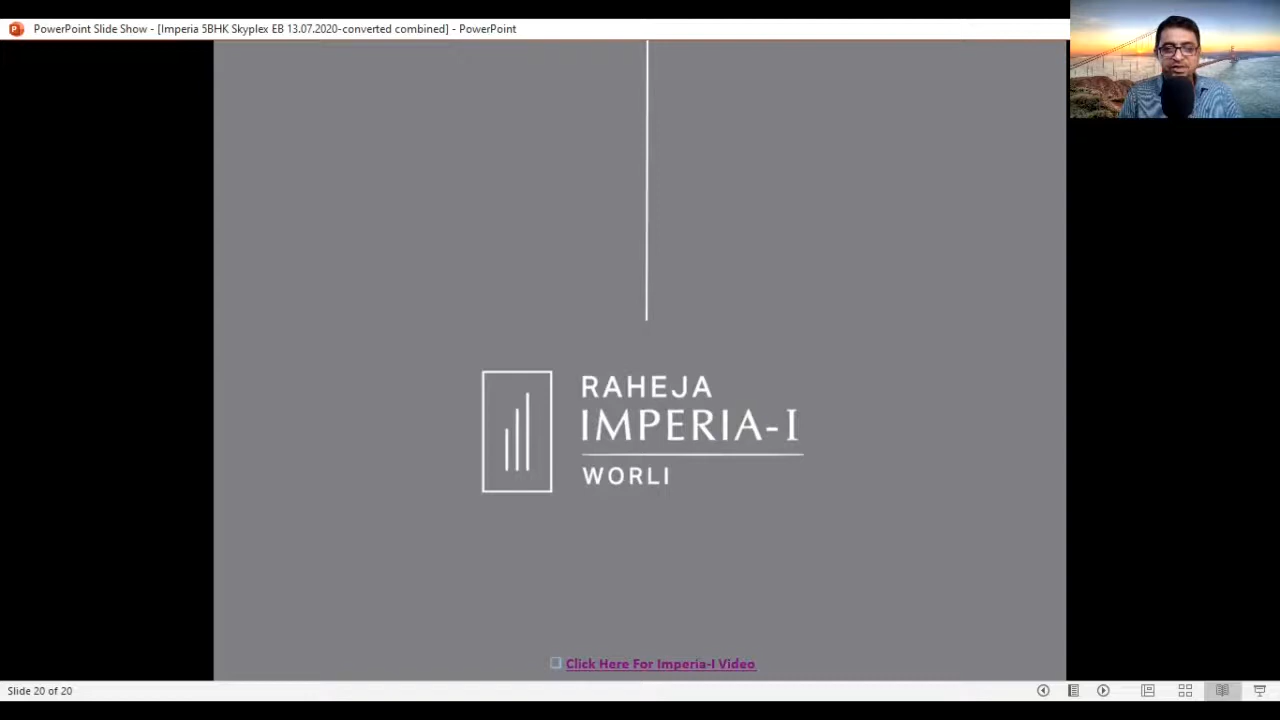 PowerPoint Slide Show - [Imperia 5BHK Skyplex EB 13.07.2020-converted combined] - PowerPoint
RAHEJA
IMPERIA-I
WORLI
Click Here For Imperia-I Video
Slide 20 of 20